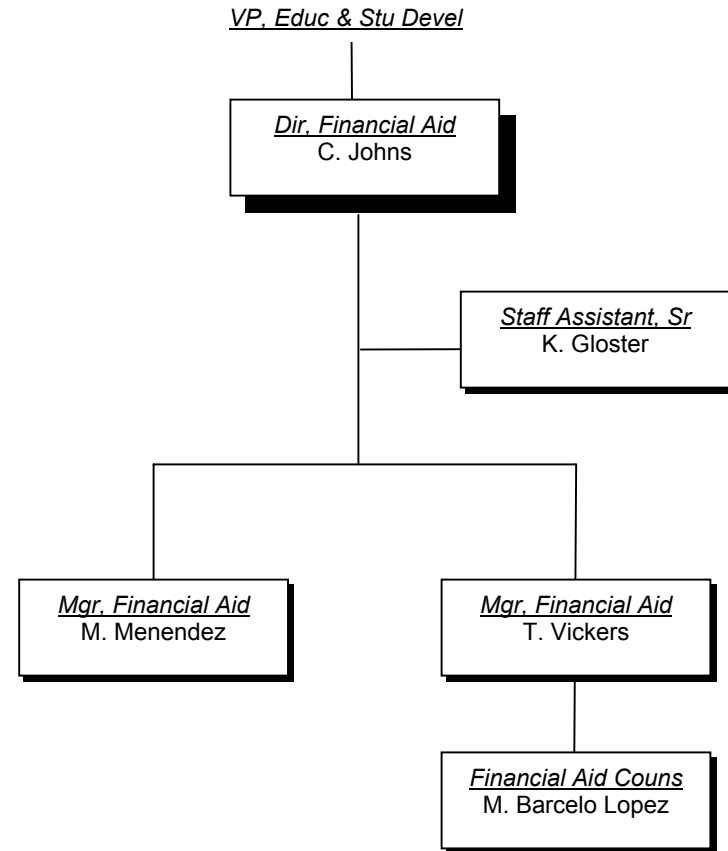 VP, Educ & Stu Devel
Dir, Financial Aid
C. Johns
Staff Assistant, Sr
K. Gloster
Mgr, Financial Aid
M. Menendez
Mgr, Financial Aid
T. Vickers
Financial Aid Couns
M. Barcelo Lopez